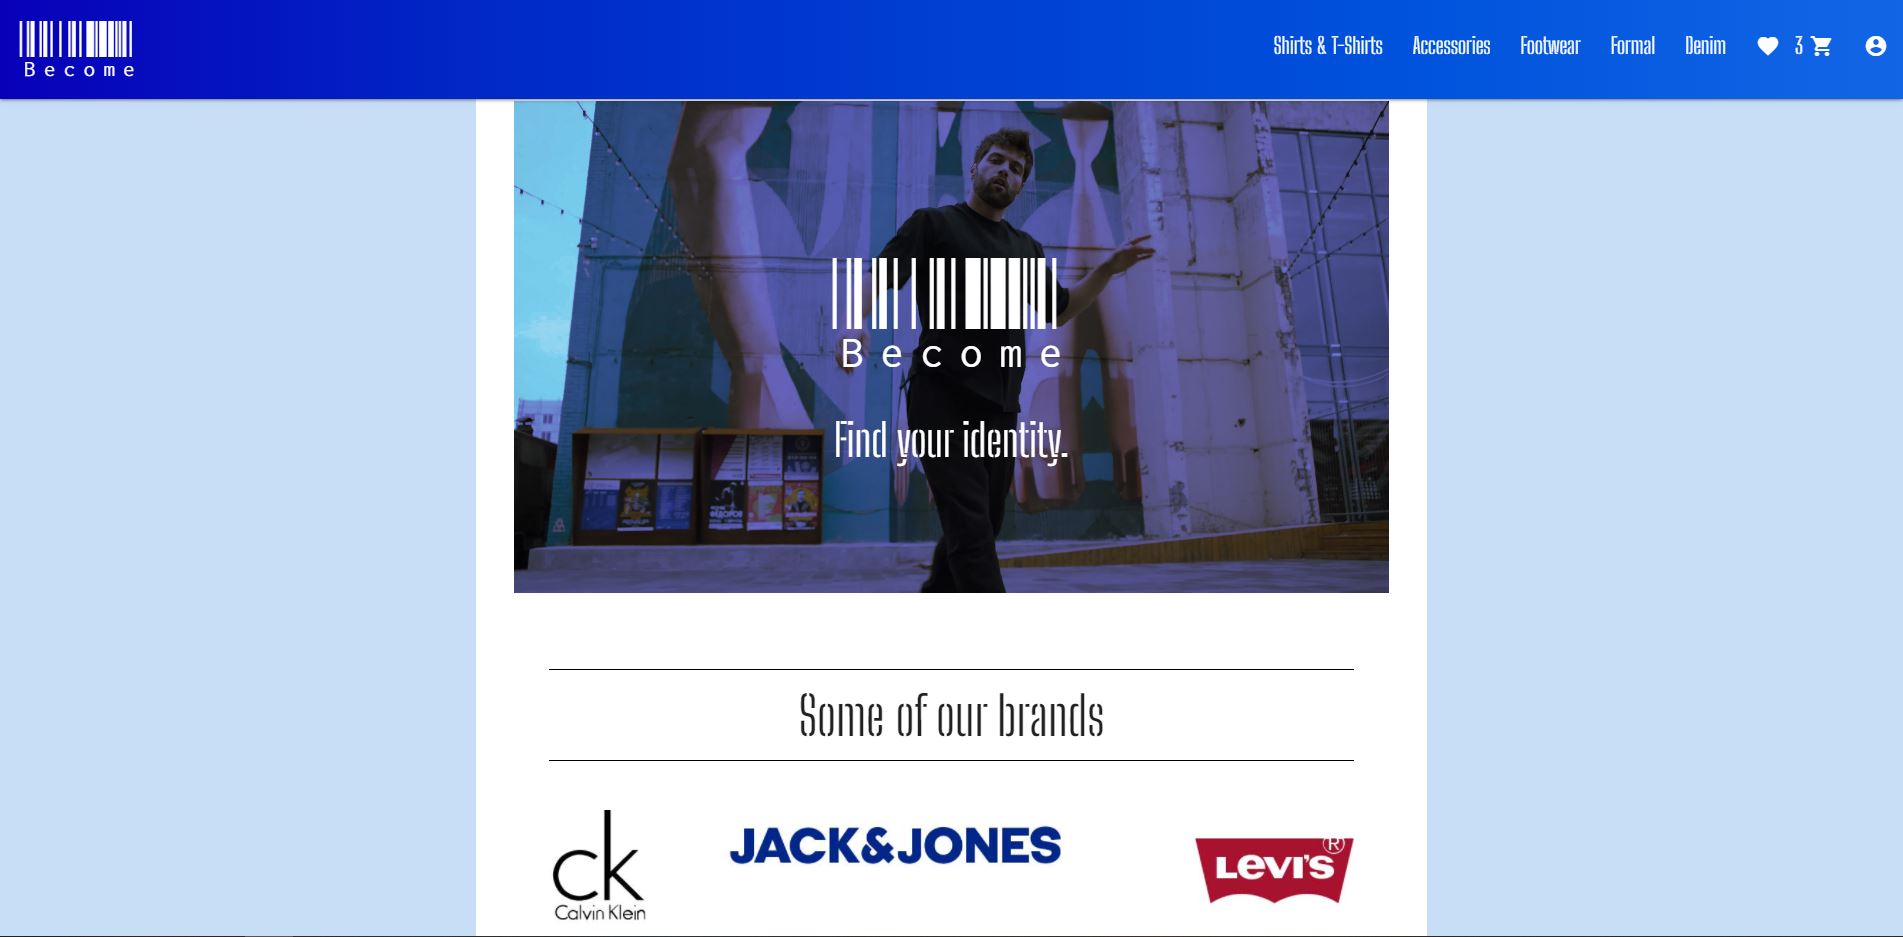 Become
Shirts & T-Shirts Accessories Footwear Formal Denim 3
Become
Find your identity.
Some of our brands
ck
Calvin Klein
JACK&JONES
LEVI'S®